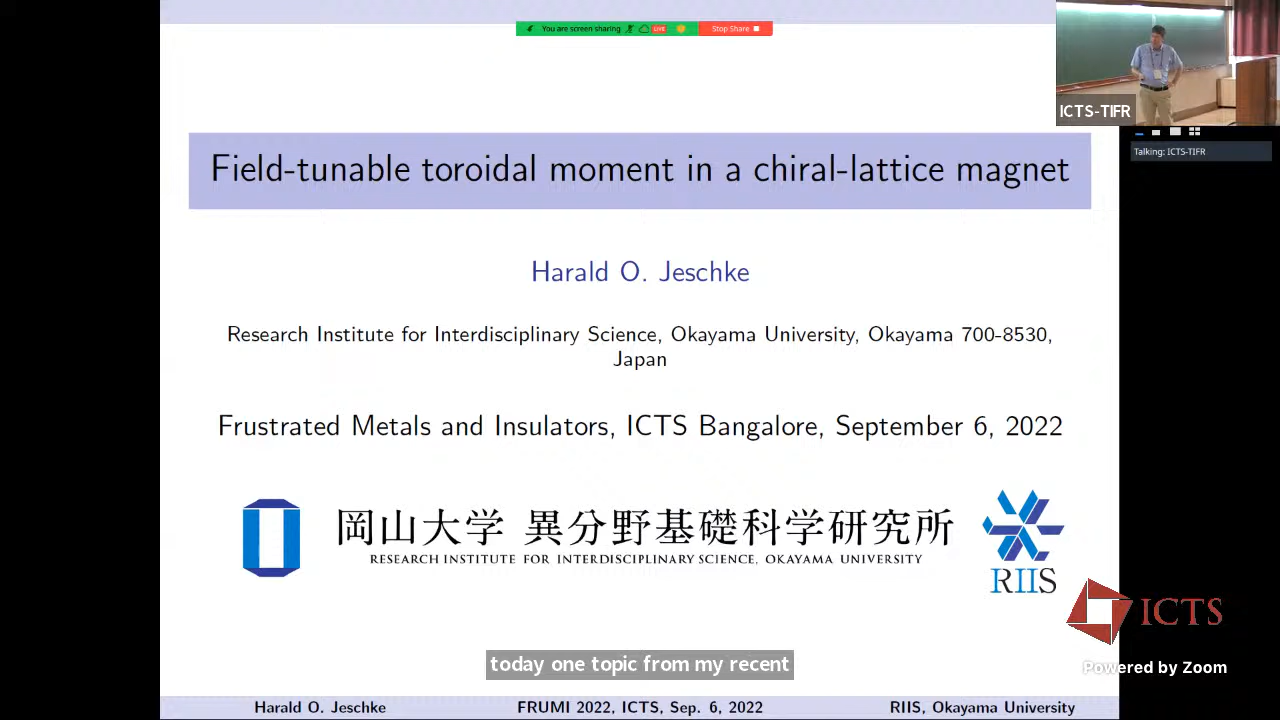 You are screen sharing
LIVE
Stop Share
ICTS-TIFR
Talking: ICTS-TIFR
Field-tunable toroidal moment in a chiral-lattice magnet
Harald O. Jeschke
Research Institute for Interdisciplinary Science, Okayama University, Okayama 700-8530,
Japan
Frustrated Metals and Insulators, ICTS Bangalore, September 6, 2022
岡山大学 異分野基礎科学研究所
RESEARCH INSTITUTE FOR INTERDISCIPLINARY SCIENCE, OKAYAMA UNIVERSITY
RIIS
ICTS
Powered by Zoom
today one topic from my recent
Harald O. Jeschke
FRUMI 2022, ICTS, Sep. 6, 2022
RIIS, Okayama University